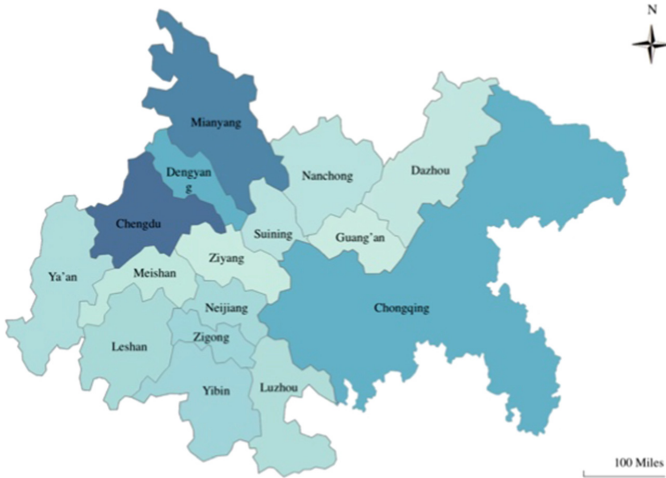 N
Mianyang
Dengyan
g
Nanchong
Dazhou
Chengdu
Suining
Guang’an
Ziyang
Meishan
Ya’an
Neijiang
Chongqing
Zigong
Leshan
Yibin
Luzhou
100 Miles